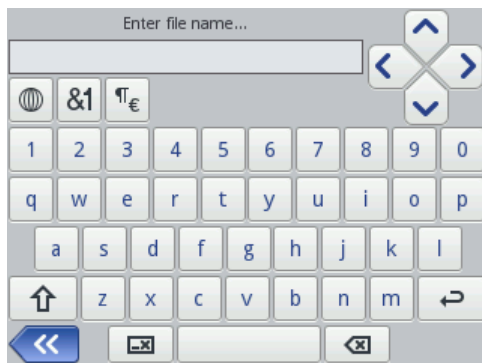 Enter file name...
&1 ¶€
1 2 3 4 5 6 7 8 9 0
q w e r t y u i o p
a s d f g h j k l
z x c v b n m